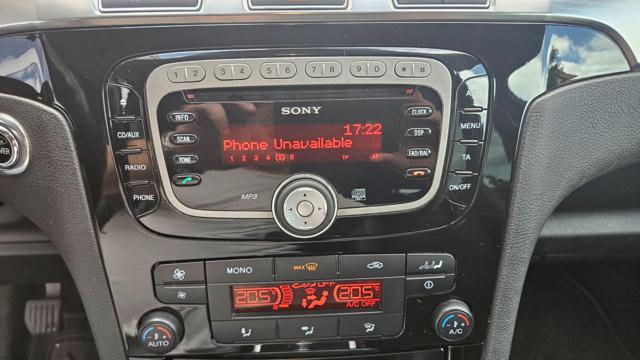 1 2 3 4 5 6 7 8 9 0 * #
SONY
INFO
CLOCK
17:22
CD/AUX
SCAN
Phone Unavailable
DSP
MENU
1 2 3 4 (5) 6 TP AF
TONE
FAD/BAL
RADIO
TA
PHONE
MP3
ON/OFF
POWER
MONO
MAX
20.5° 20.5°
A/C OFF
AUTO
A/C